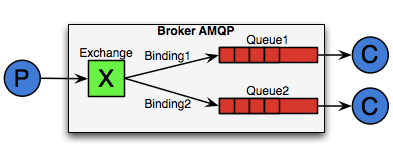 Broker AMQP
Exchange
Queue1
Binding1
C
P
X
Binding2
Queue2
C